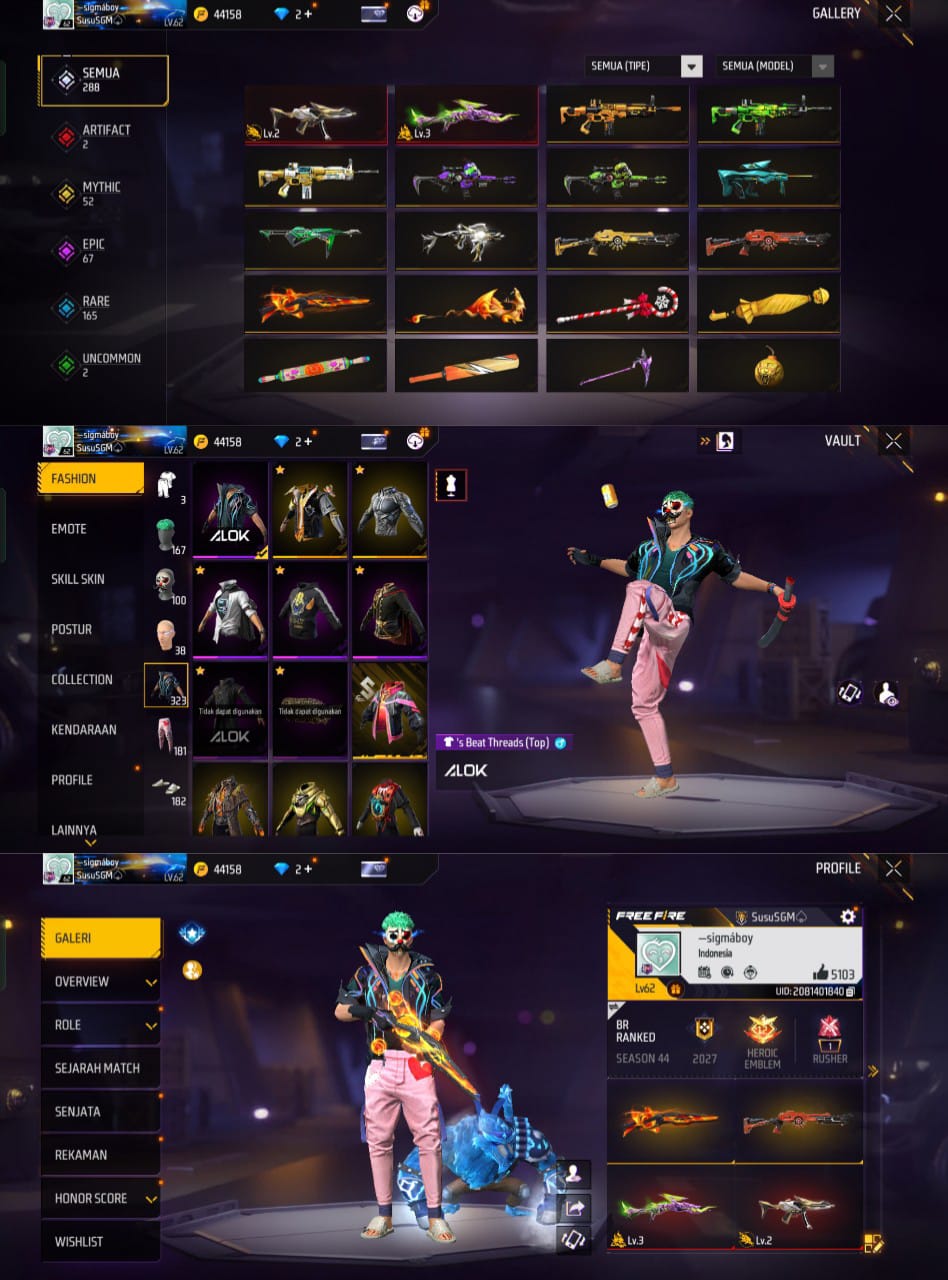 —sigmáboy
SusuSGM♤
LV.62
44158
2 +
GALLERY
SEMUA
288
SEMUA (TIPE)
SEMUA (MODEL)
ARTIFACT
2
MYTHIC
52
EPIC
67
RARE
165
UNCOMMON
2
Lv.2
Lv.3
—sigmáboy
SusuSGM♤
LV.62
44158
2 +
VAULT
FASHION
EMOTE
SKILL SKIN
POSTUR
COLLECTION
KENDARAAN
PROFILE
LAINNYA
3
167
100
38
323
181
182
ALOK
Tidak dapat digunakan
ALOK
Tidak dapat digunakan
's Beat Threads (Top)
ALOK
—sigmáboy
SusuSGM♤
LV.62
44158
2 +
PROFILE
GALERI
OVERVIEW
ROLE
SEJARAH MATCH
SENJATA
REKAMAN
HONOR SCORE
WISHLIST
FREE FIRE
SusuSGM♤
—sigmáboy
Indonesia
5103
Lv62
UID: 2081401840
BR
RANKED
SEASON 44
2027
HEROIC
EMBLEM
1
RUSHER
Lv.3
Lv.2